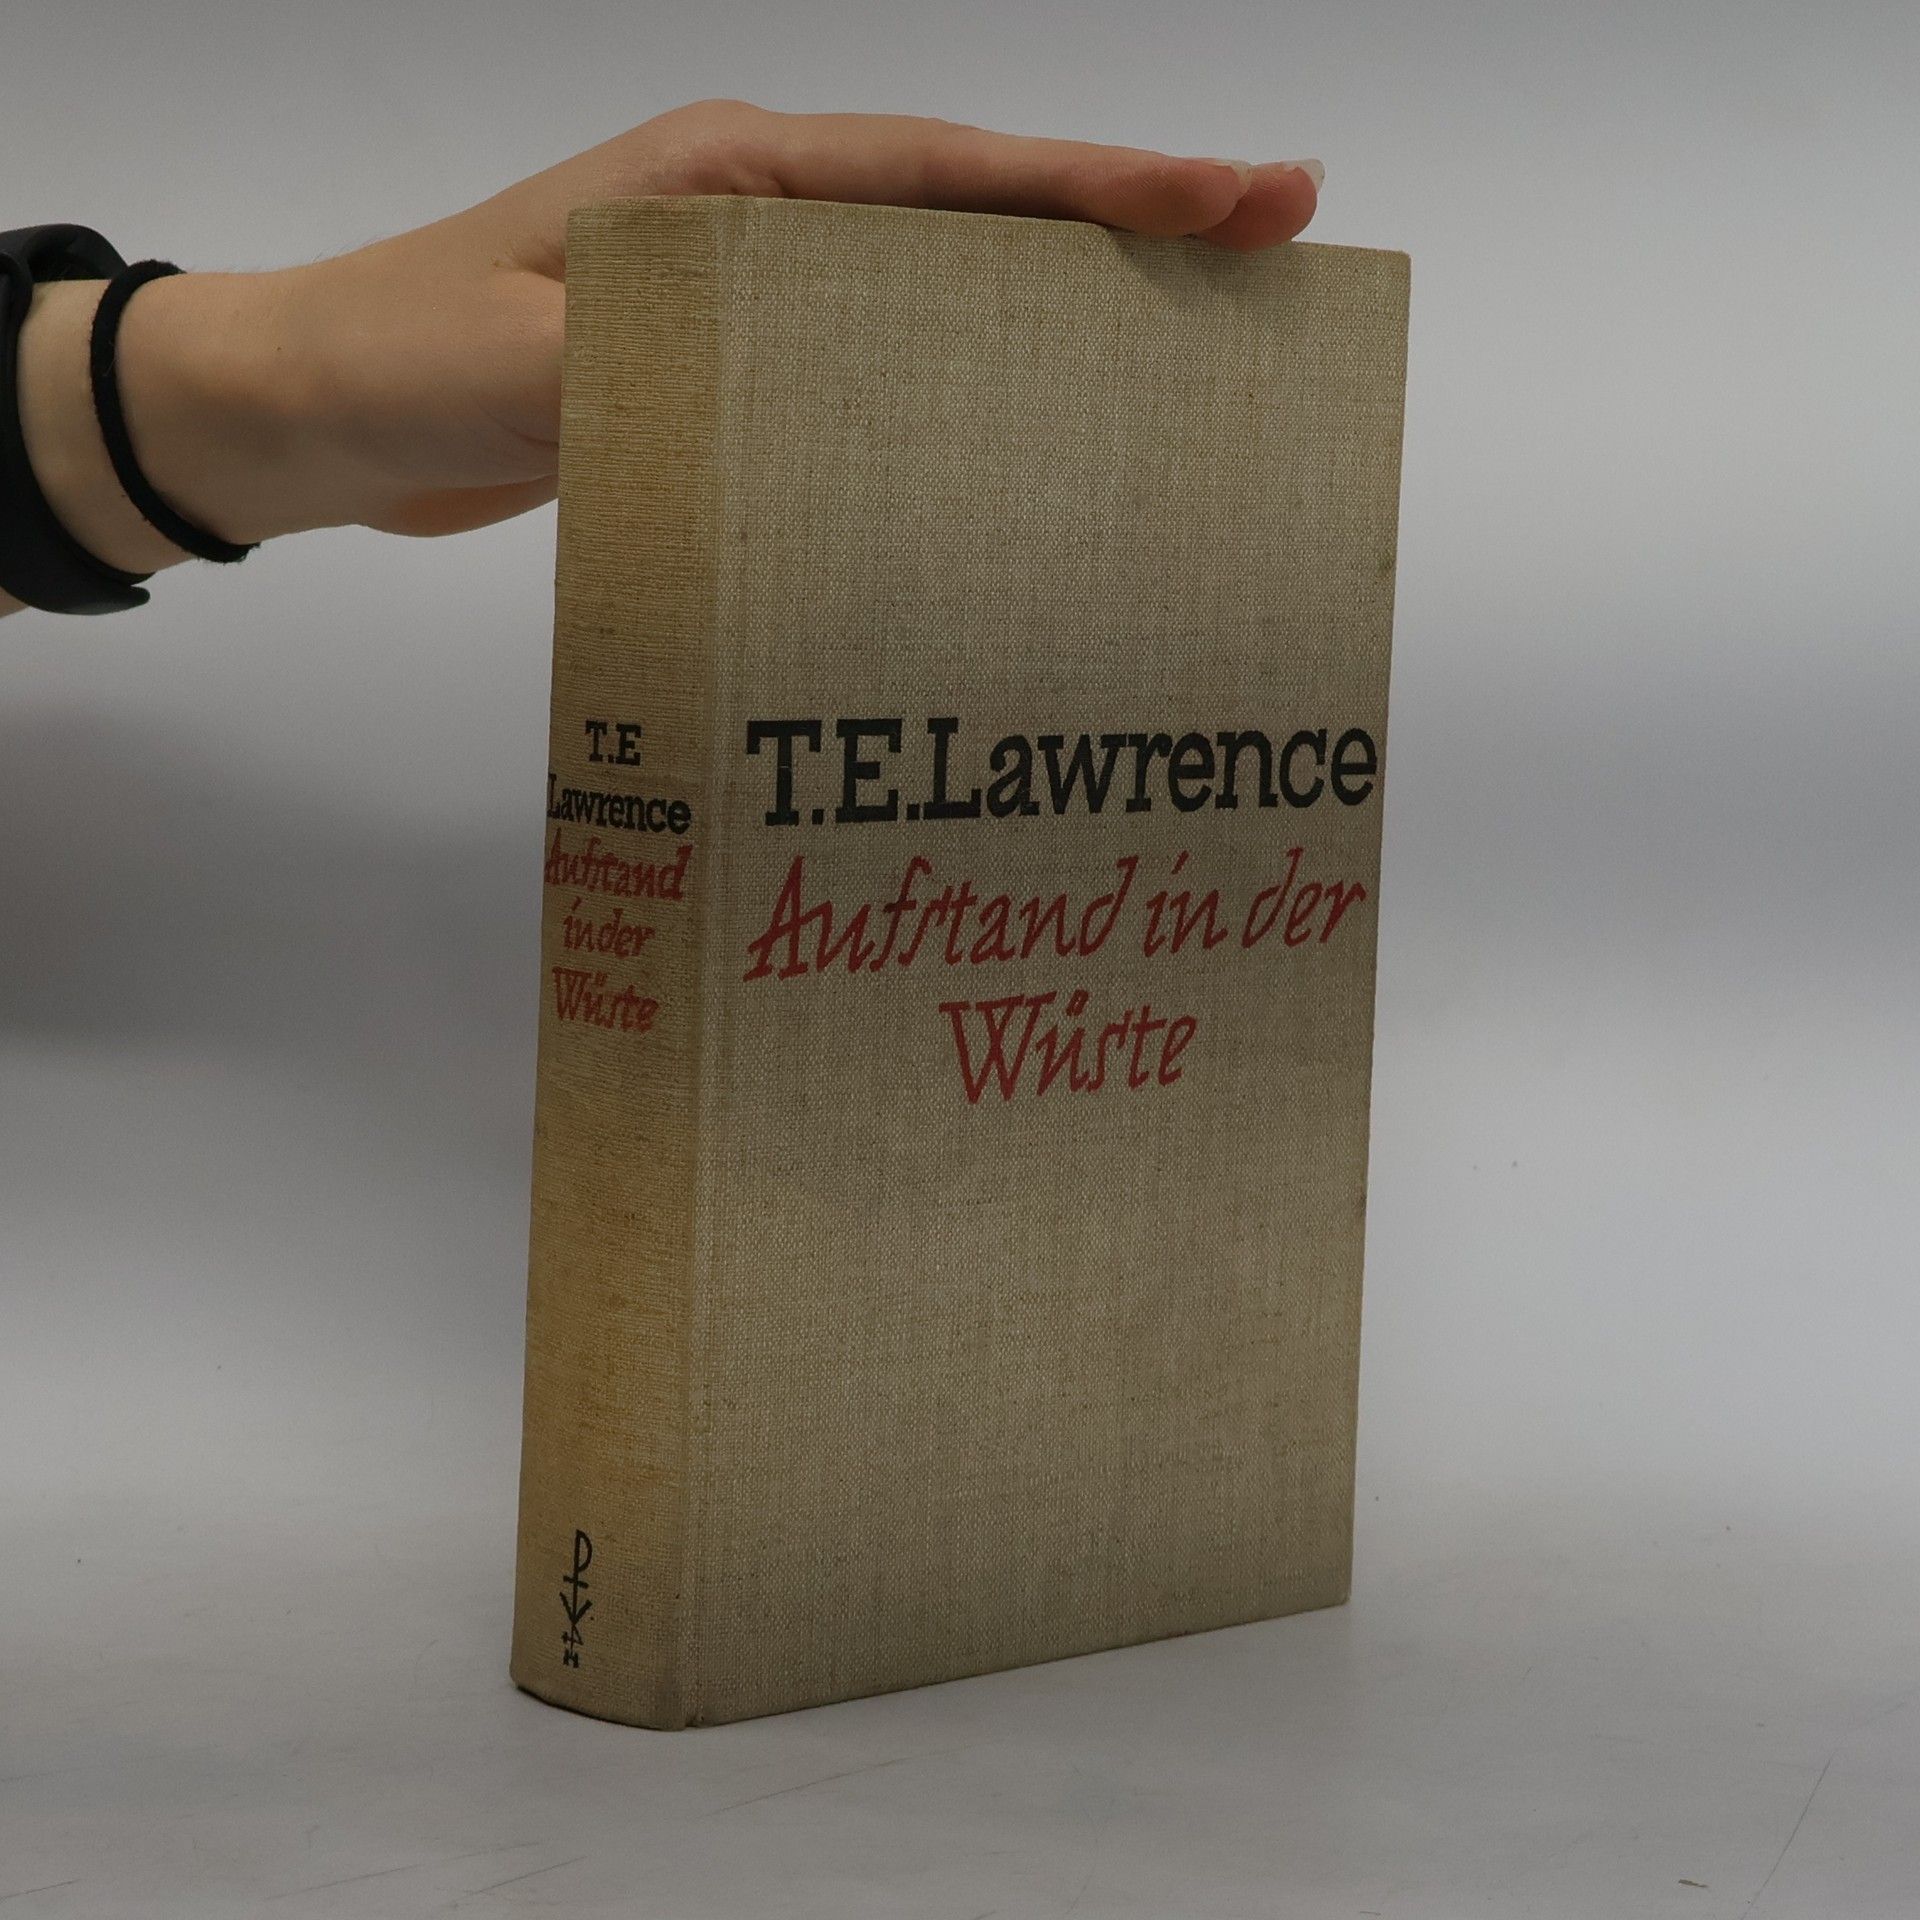 T.E
Lawrence
Aufstand
in der
Wüste
T.E.Lawrence
Aufstand in der
Wüste